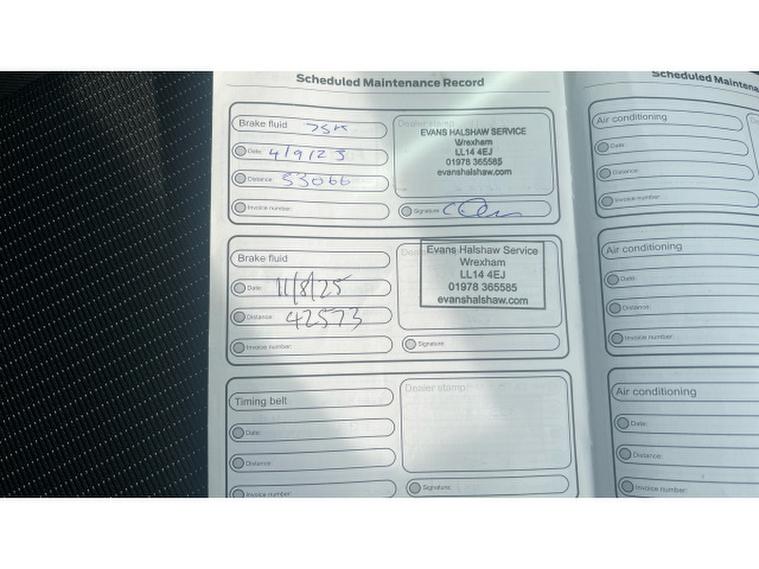 Scheduled Maintenance Record
Brake fluid
Dealer stamp
EVANS HALSHAW SERVICE
Wrexham
LL14 4EJ
01978 365585
evanshalshaw.com
Date: 4/9/23
Distance: 33066
Invoice number:
Signature:
Brake fluid
Evans Halshaw Service
Wrexham
LL14 4EJ
01978 365585
evanshalshaw.com
Date: 11/8/25
Distance: 42573
Invoice number:
Signature:
Timing belt
Dealer stamp:
Date:
Distance:
Invoice number:
Signature:
Scheduled Maintena
Air conditioning
Date:
Distance:
Invoice number:
Air conditioning
Date:
Distance:
Invoice number:
Air conditioning
Date:
Distance:
Invoice number: